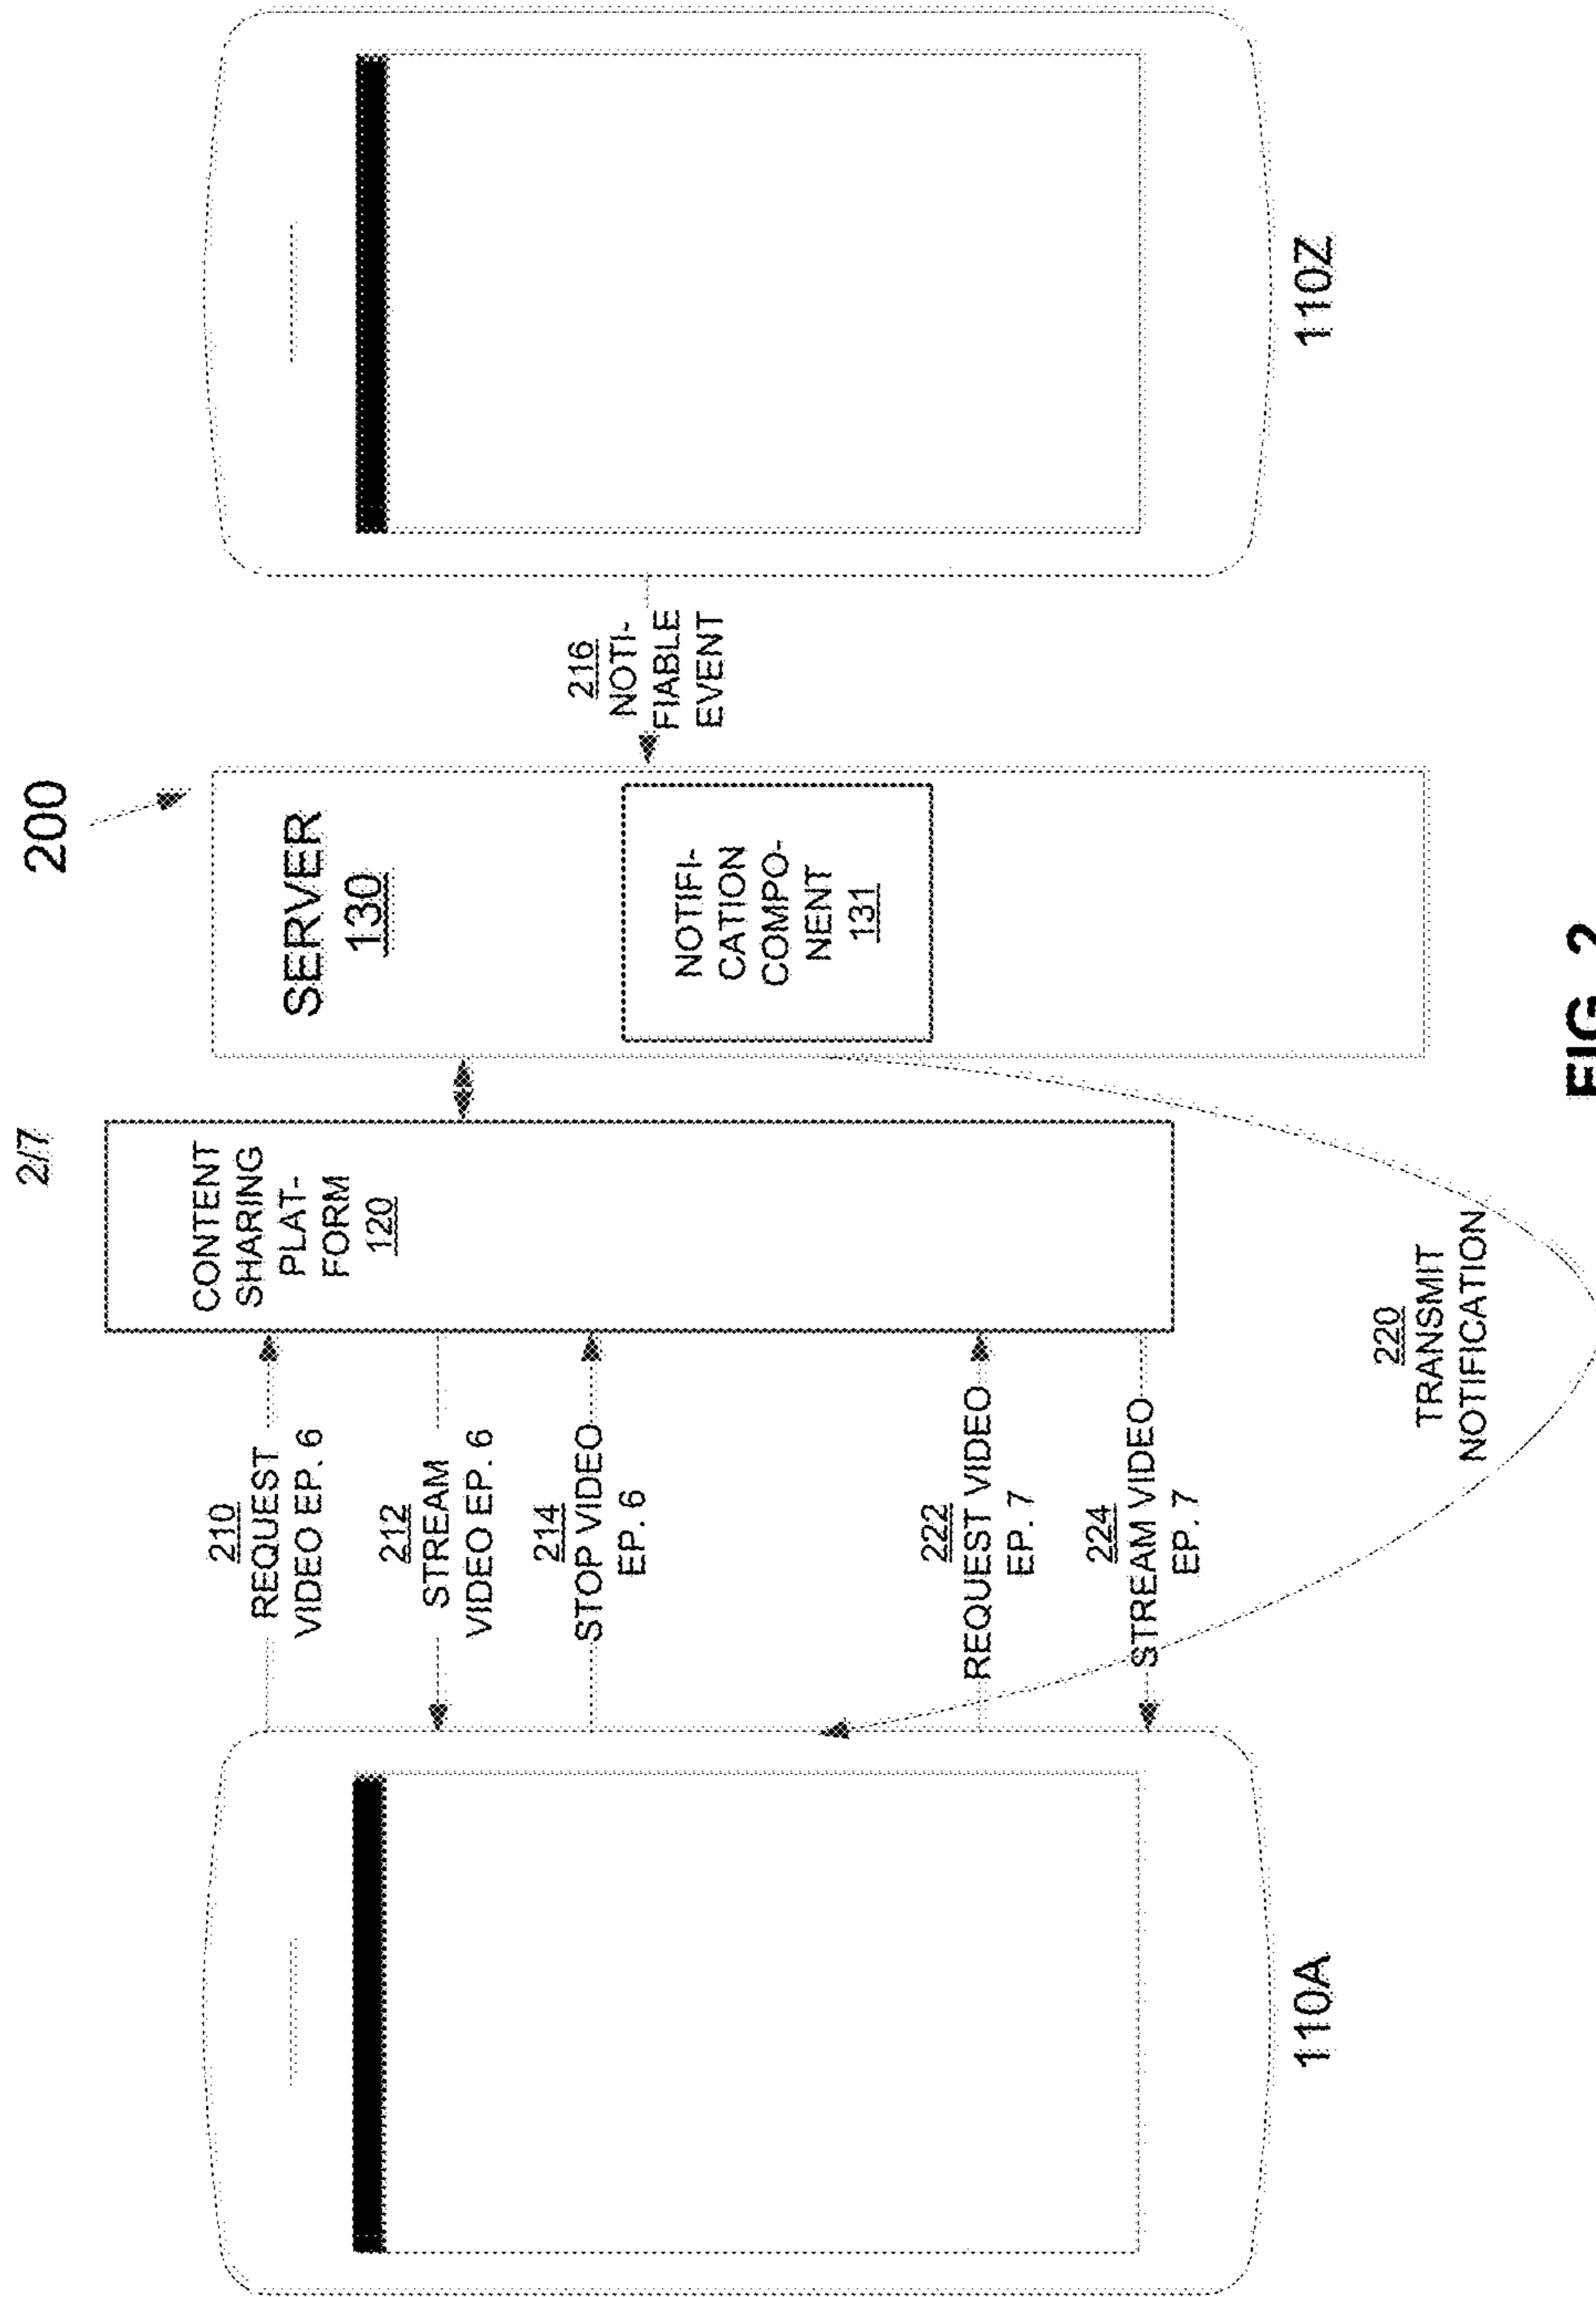 2/7
200
210
REQUEST
VIDEO EP. 6
212
STREAM
VIDEO EP. 6
214
STOP VIDEO
EP. 6
222
REQUEST VIDEO
EP. 7
224
STREAM VIDEO
EP. 7
CONTENT
SHARING
PLAT-
FORM
120
SERVER
130
NOTIFI-
CATION
COMPO-
NENT
131
216
NOTI-
FIABLE
EVENT
220
TRANSMIT
NOTIFICATION
110A
110Z
FIG. 2